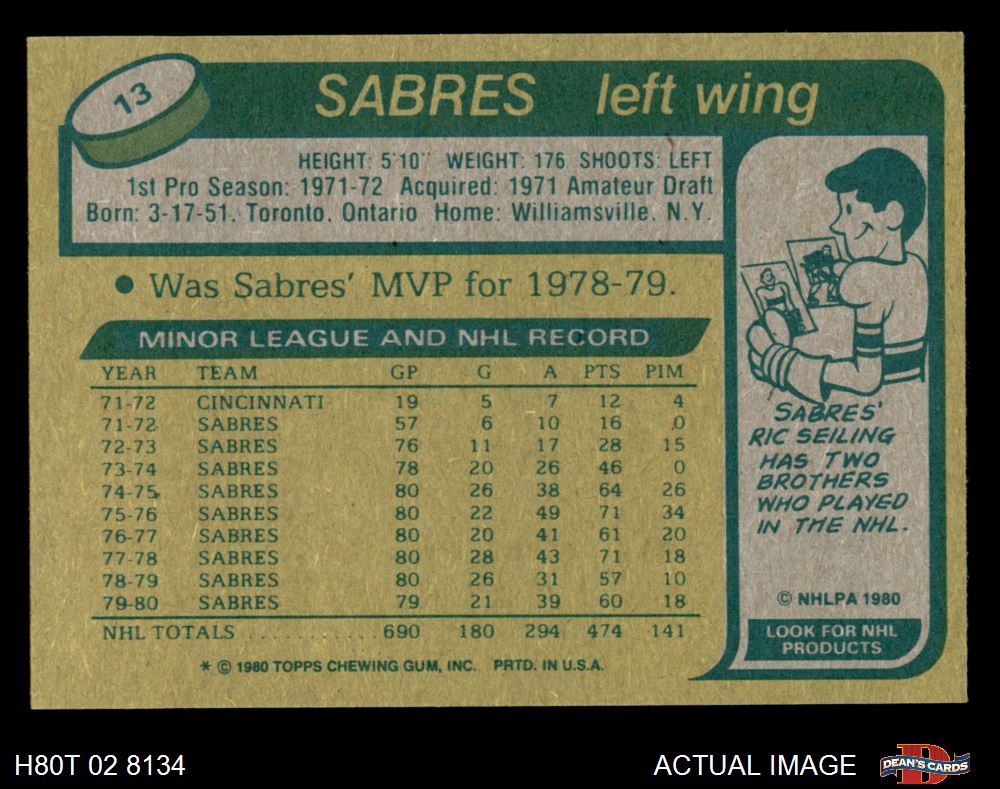 13
SABRES left wing
HEIGHT: 5'10" WEIGHT: 176 SHOOTS: LEFT
1st Pro Season: 1971-72 Acquired: 1971 Amateur Draft
Born: 3-17-51, Toronto, Ontario Home: Williamsville, N.Y.
• Was Sabres' MVP for 1978-79.
MINOR LEAGUE AND NHL RECORD
YEAR TEAM GP G A PTS PIM
71-72 CINCINNATI 19 5 7 12 4
71-72 SABRES 57 6 10 16 0
72-73 SABRES 76 11 17 28 15
73-74 SABRES 78 20 26 46 0
74-75 SABRES 80 26 38 64 26
75-76 SABRES 80 22 49 71 34
76-77 SABRES 80 20 41 61 20
77-78 SABRES 80 28 43 71 18
78-79 SABRES 80 26 31 57 10
79-80 SABRES 79 21 39 60 18
NHL TOTALS ........... 690 180 294 474 141
* © 1980 TOPPS CHEWING GUM, INC. PRTD. IN U.S.A.
SABRES'
RIC SEILING
HAS TWO
BROTHERS
WHO PLAYED
IN THE NHL.
© NHLPA 1980
LOOK FOR NHL
PRODUCTS
H80T 02 8134
ACTUAL IMAGE
D
DEAN'S CARDS